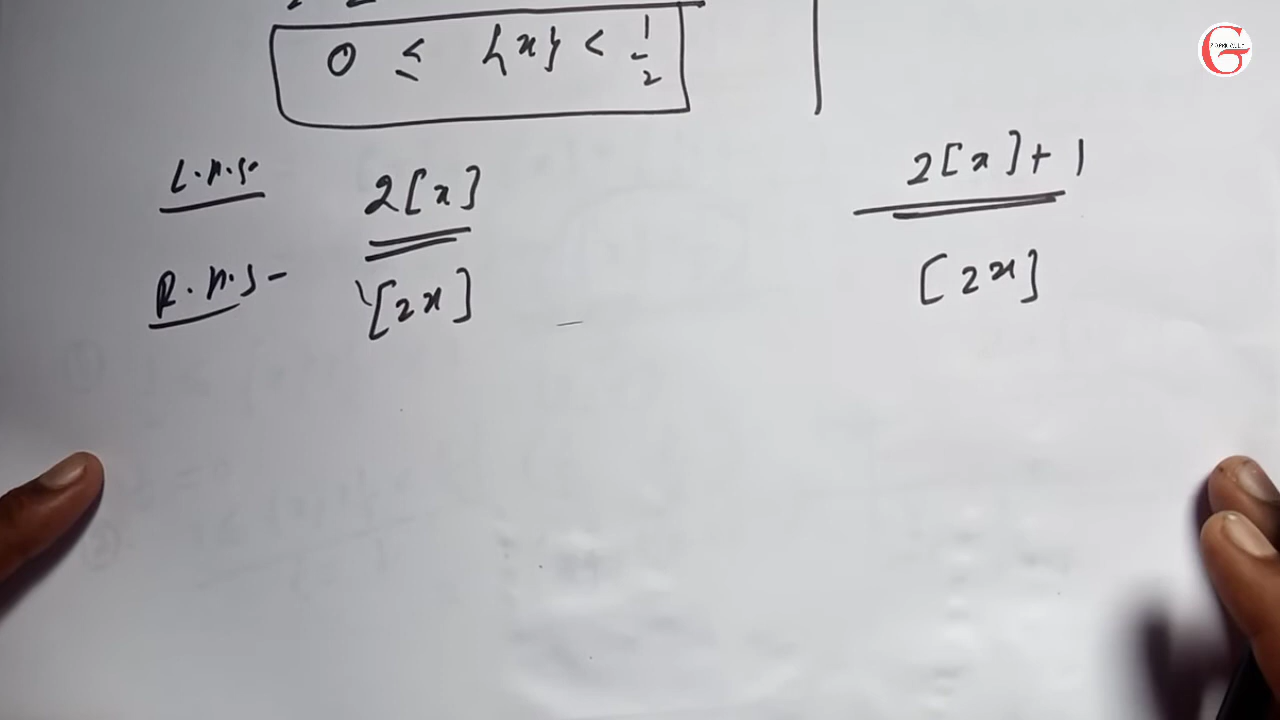 0 ≤ {x} < 1/2
L.H.S. 2[x] 2[x]+1
R.H.S- [2x] [2x]